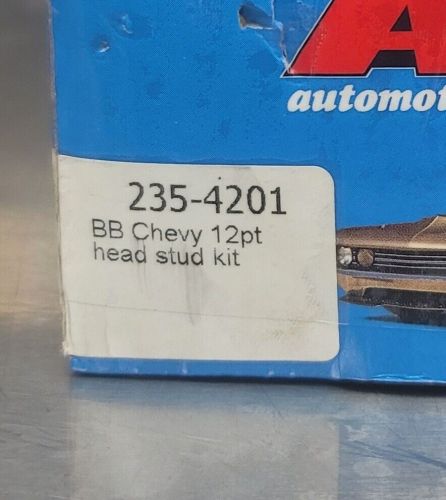 A
automot
235-4201
BB Chevy 12pt
head stud kit